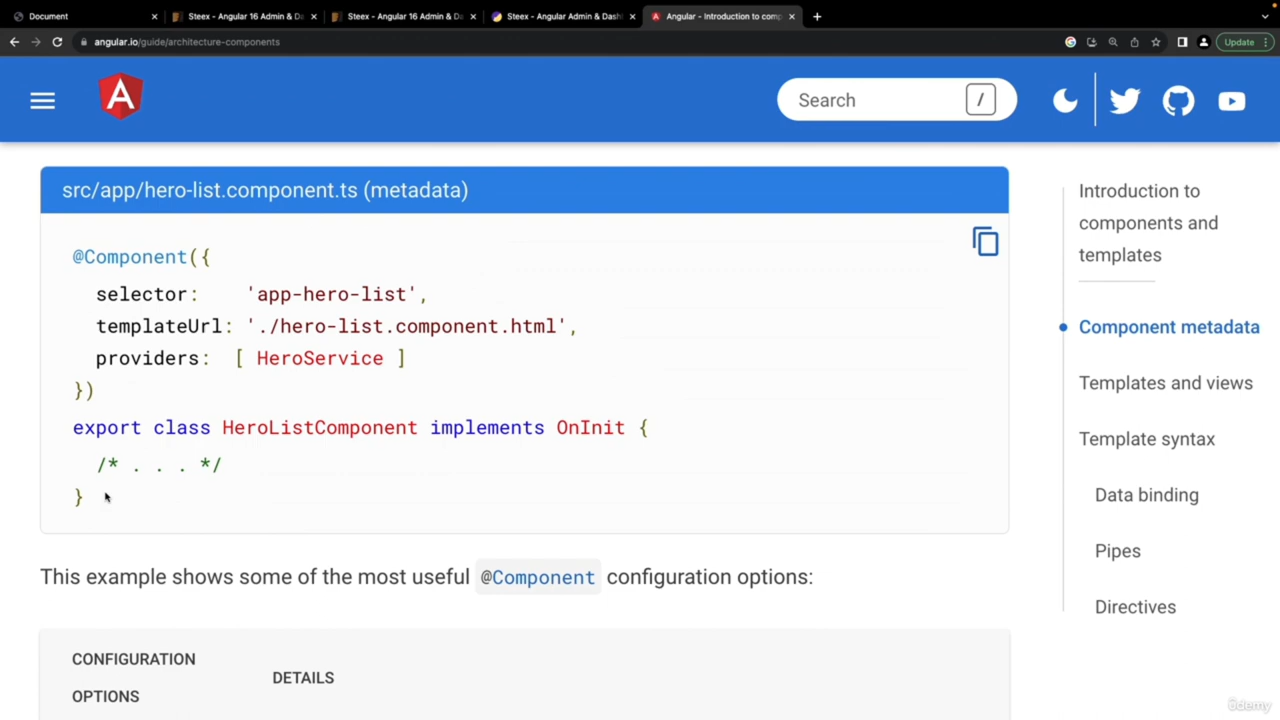 Document
Steex - Angular 16 Admin & Da
Steex - Angular 16 Admin & Da
Steex - Angular Admin & Dashl
Angular - Introduction to comp
angular.io/guide/architecture-components
Update
Search
/
src/app/hero-list.component.ts (metadata)
@Component({
selector: 'app-hero-list',
templateUrl: './hero-list.component.html',
providers: [ HeroService ]
})
export class HeroListComponent implements OnInit {
/* . . . */
}
This example shows some of the most useful @Component configuration options:
CONFIGURATION
OPTIONS
DETAILS
Introduction to
components and
templates
Component metadata
Templates and views
Template syntax
Data binding
Pipes
Directives
ûdemy